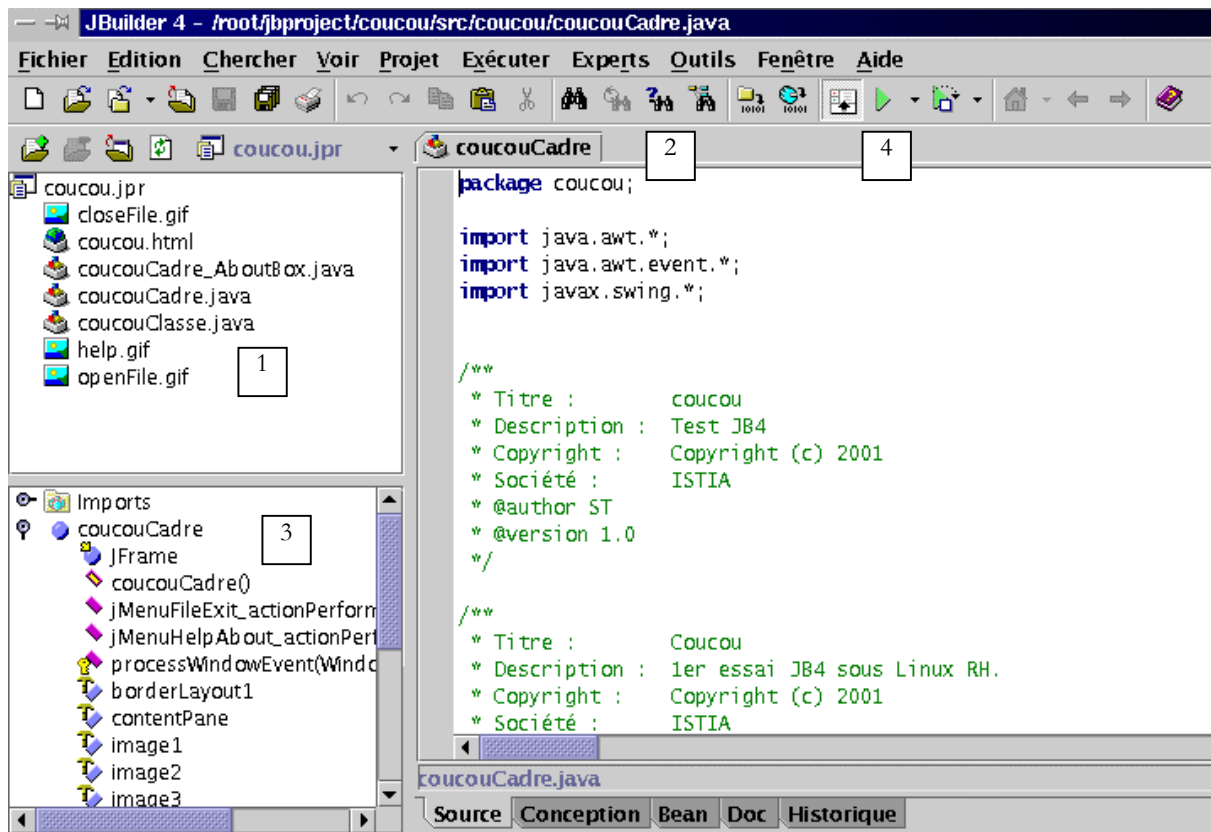 JBuilder 4 – /root/jbproject/coucou/src/coucou/coucouCadre.java
Fichier Edition Chercher Voir Projet Exécuter Experts Outils Fenêtre Aide
coucou.jpr
coucou.jpr
closeFile.gif
coucou.html
coucouCadre_AboutBox.java
coucouCadre.java
coucouClasse.java
help.gif
openFile.gif
1
Imports
coucouCadre
JFrame
coucouCadre()
jMenuFileExit_actionPerform
jMenuHelpAbout_actionPerf
processWindowEvent(Windo
borderLayout1
contentPane
image1
image2
image3
3
coucouCadre
2
4
package coucou;
import java.awt.*;
import java.awt.event.*;
import javax.swing.*;
/**
* Titre : coucou
* Description : Test JB4
* Copyright : Copyright (c) 2001
* Société : ISTIA
* @author ST
* @version 1.0
*/
/**
* Titre : Coucou
* Description : 1er essai JB4 sous Linux RH.
* Copyright : Copyright (c) 2001
* Société : ISTIA
coucouCadre.java
Source Conception Bean Doc Historique